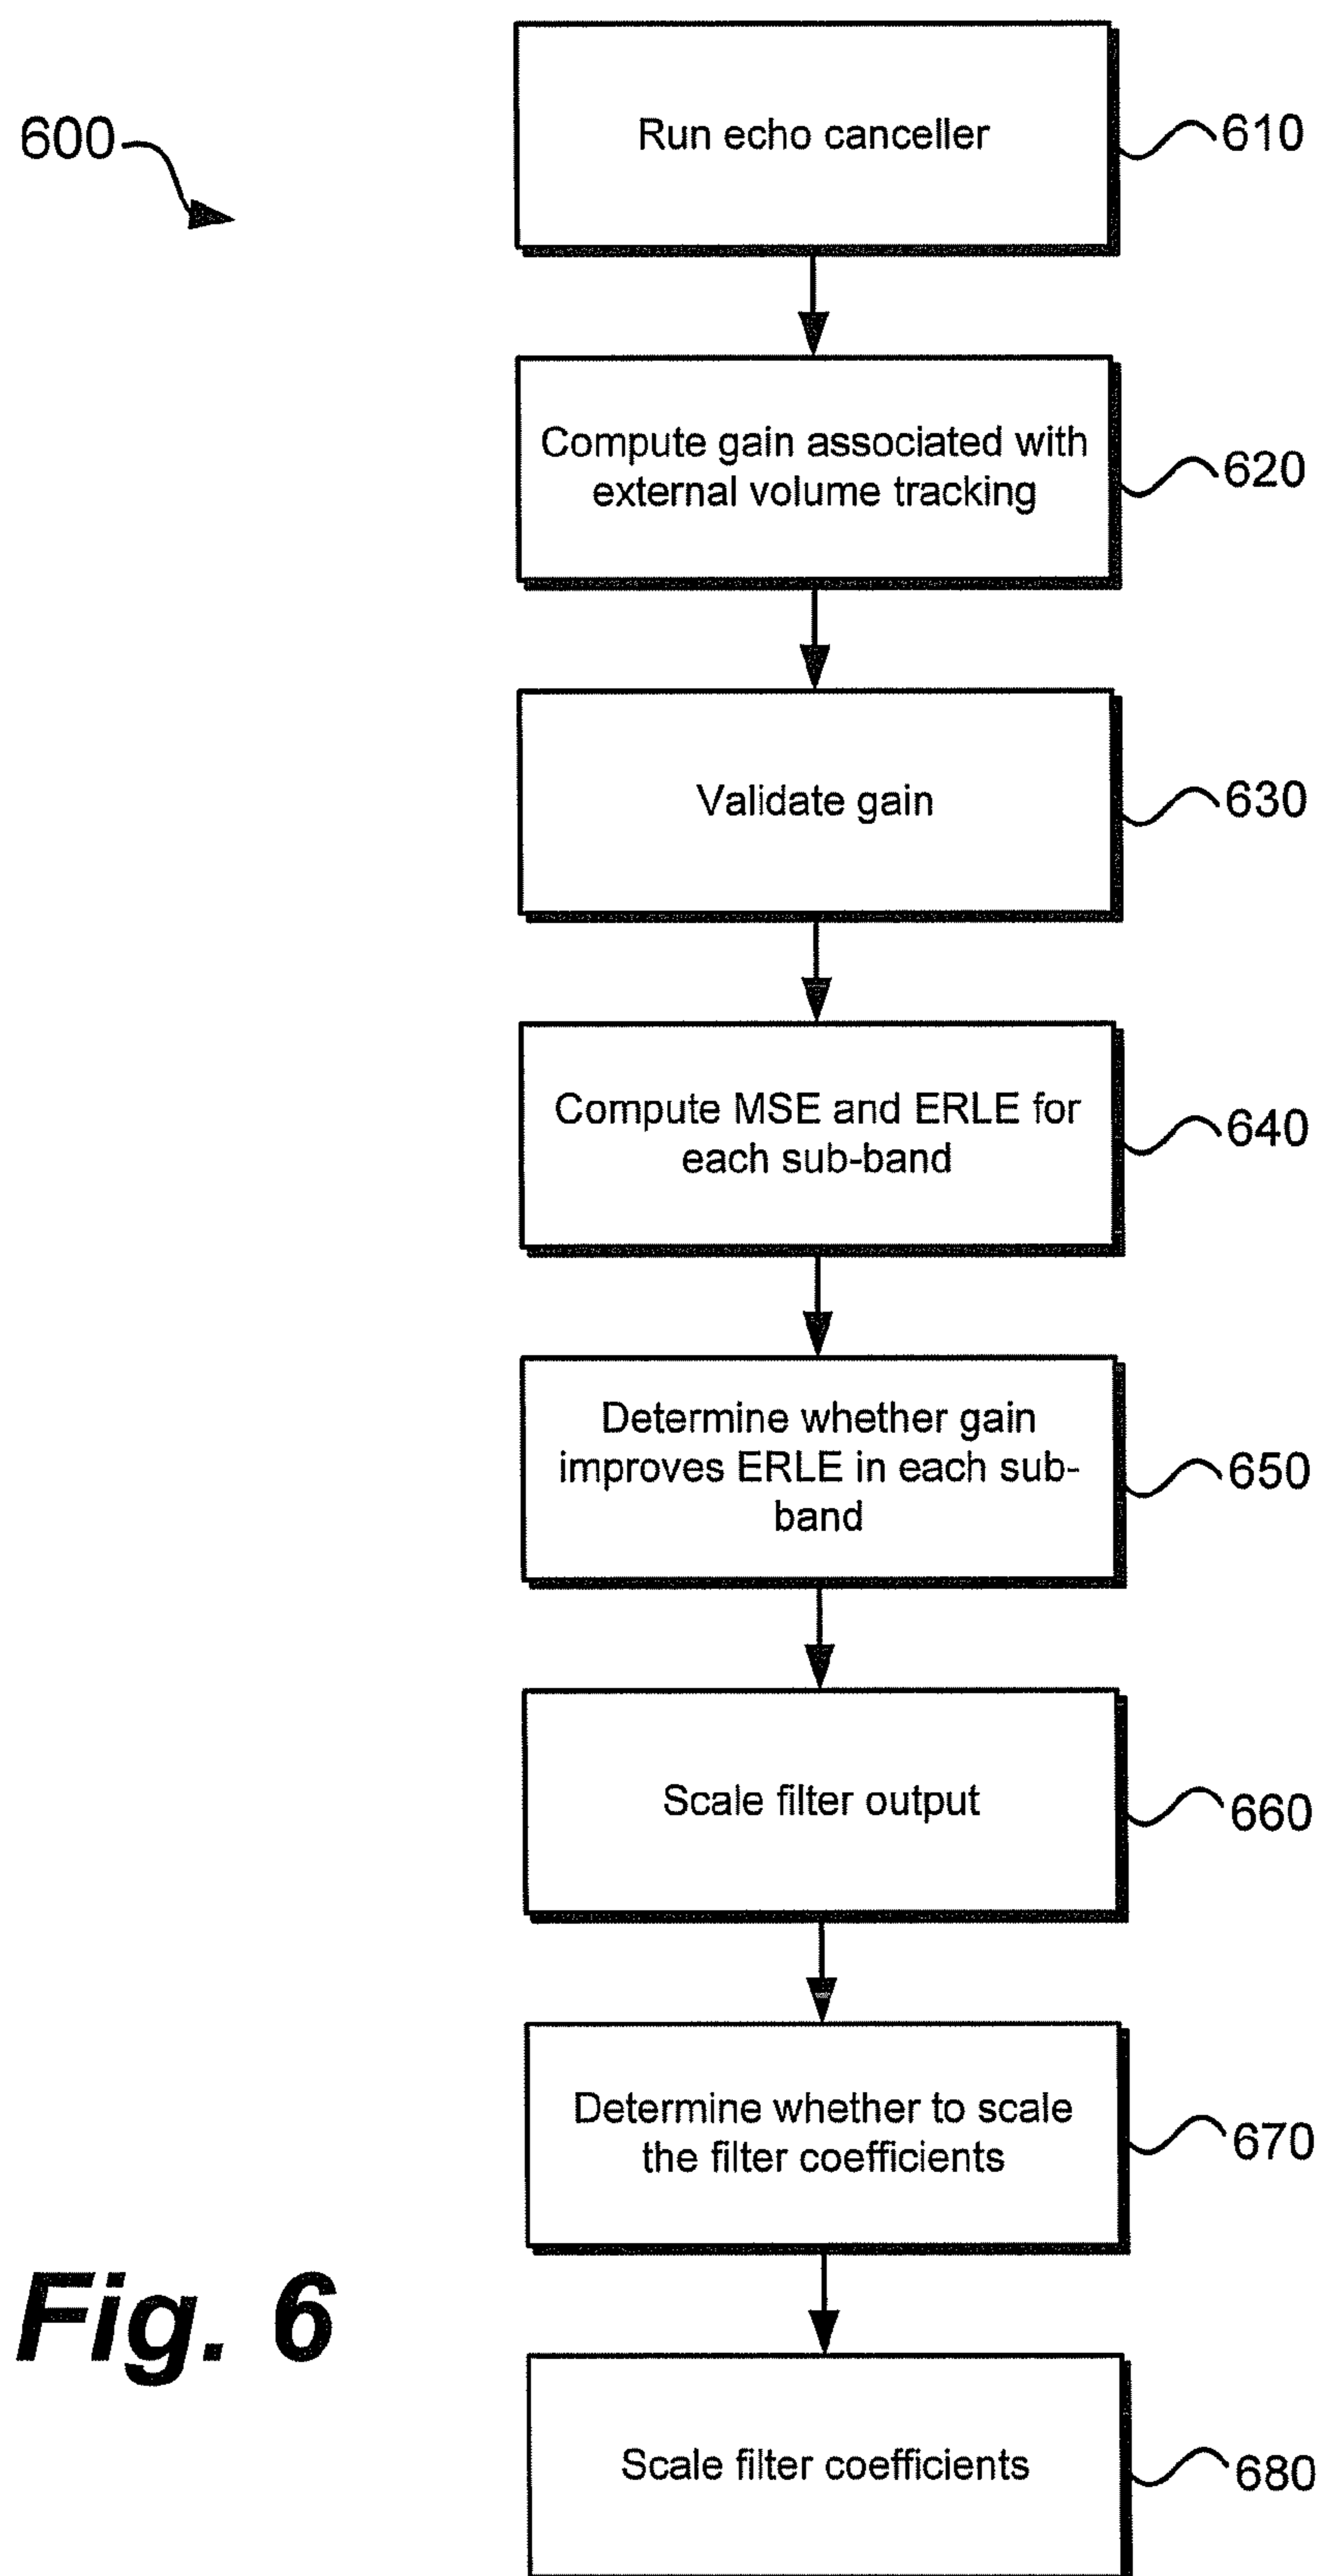 600
Run echo canceller
610
Compute gain associated with
external volume tracking
620
Validate gain
630
Compute MSE and ERLE for
each sub-band
640
Determine whether gain
improves ERLE in each sub-
band
650
Scale filter output
660
Determine whether to scale
the filter coefficients
670
Scale filter coefficients
680
Fig. 6